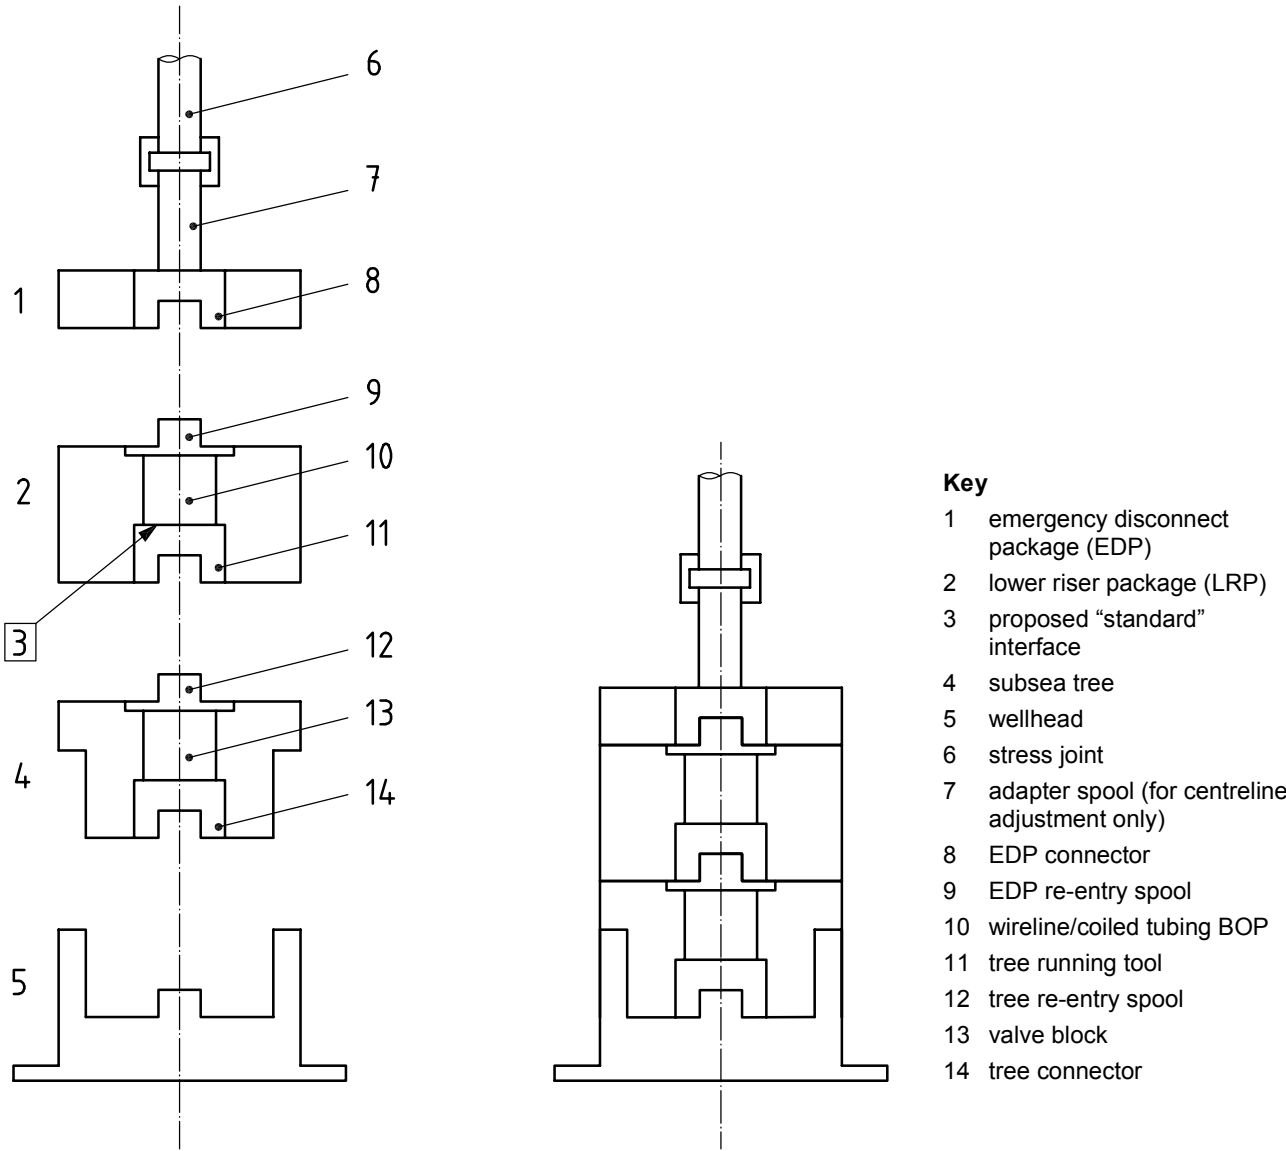 6
7
8
1
9
10
2
11
3
12
13
4
14
5
Key
1 emergency disconnect
package (EDP)
2 lower riser package (LRP)
3 proposed “standard”
interface
4 subsea tree
5 wellhead
6 stress joint
7 adapter spool (for centreline
adjustment only)
8 EDP connector
9 EDP re-entry spool
10 wireline/coiled tubing BOP
11 tree running tool
12 tree re-entry spool
13 valve block
14 tree connector